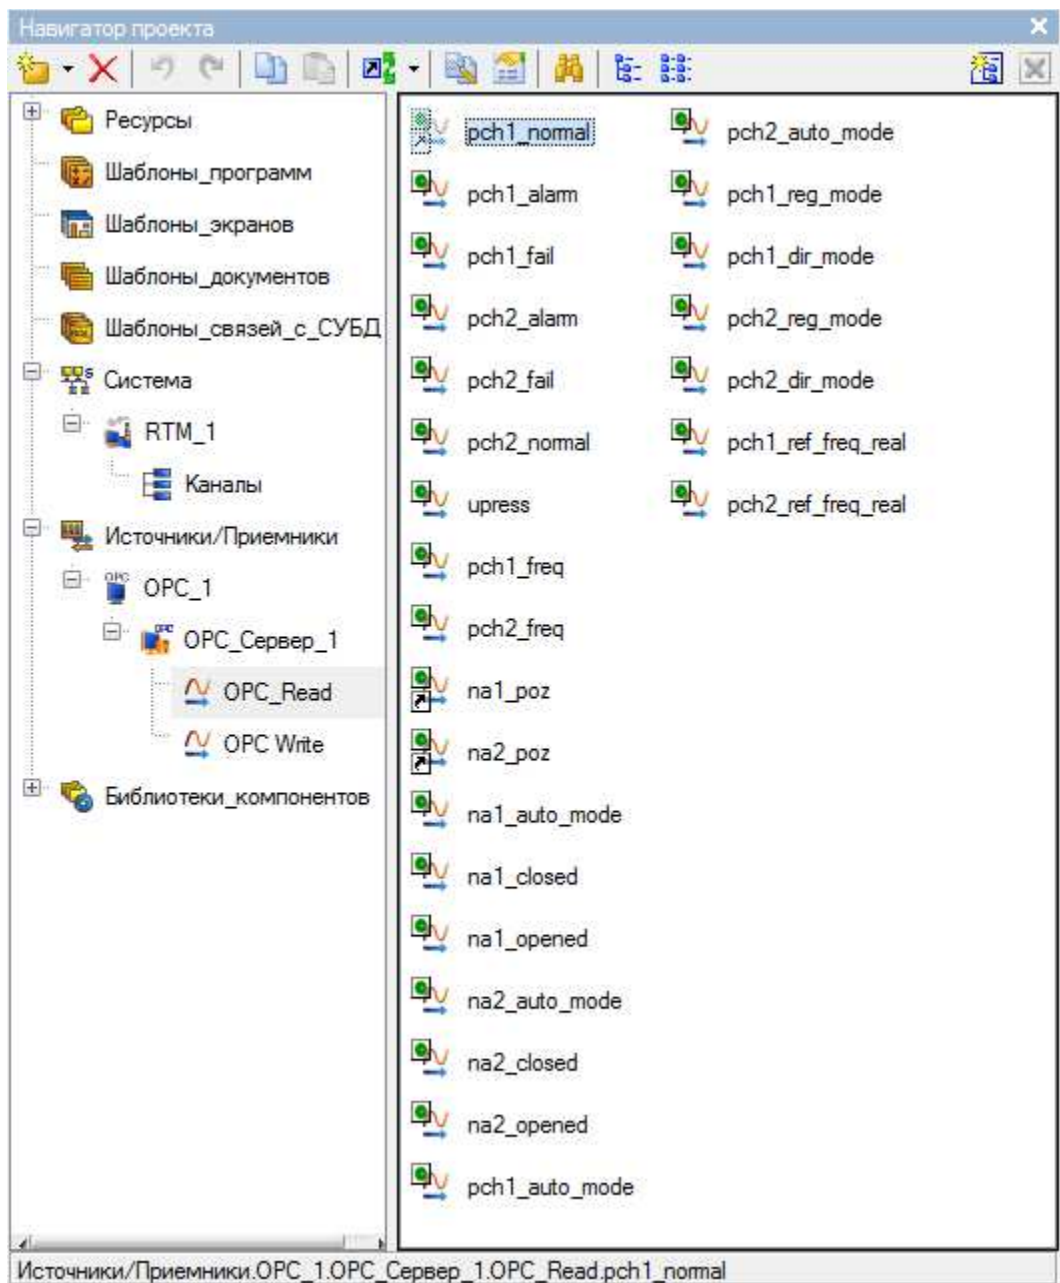 Навигатор проекта
Ресурсы
Шаблоны_программ
Шаблоны_экранов
Шаблоны_документов
Шаблоны_связей_с_СУБД
Система
RTM_1
Каналы
Источники/Приемники
OPC_1
OPC_Сервер_1
OPC_Read
OPC Write
Библиотеки_компонентов
pch1_normal
pch1_alarm
pch1_fail
pch2_alarm
pch2_fail
pch2_normal
upress
pch1_freq
pch2_freq
na1_poz
na2_poz
na1_auto_mode
na1_closed
na1_opened
na2_auto_mode
na2_closed
na2_opened
pch1_auto_mode
pch2_auto_mode
pch1_reg_mode
pch1_dir_mode
pch2_reg_mode
pch2_dir_mode
pch1_ref_freq_real
pch2_ref_freq_real
Источники/Приемники.OPC_1.OPC_Сервер_1.OPC_Read.pch1_normal